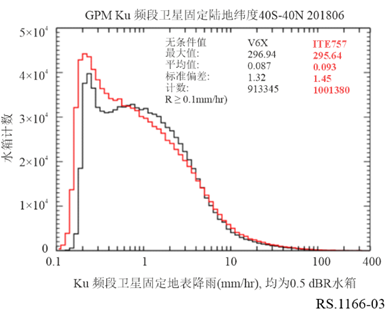 GPM Ku 频段卫星固定陆地纬度40S-40N 201806
无条件值 V6X ITE757
最大值: 296.94 295.64
平均值: 0.087 0.093
标准偏差: 1.32 1.45
计数: 913345 1001380
R ≥ 0.1mm/hr)
5×10⁴
4×10⁴
3×10⁴
2×10⁴
1×10⁴
0
水箱计数
0.1 1 10 100 400
Ku 频段卫星固定地表降雨(mm/hr), 均为0.5 dBR水箱
RS.1166-03